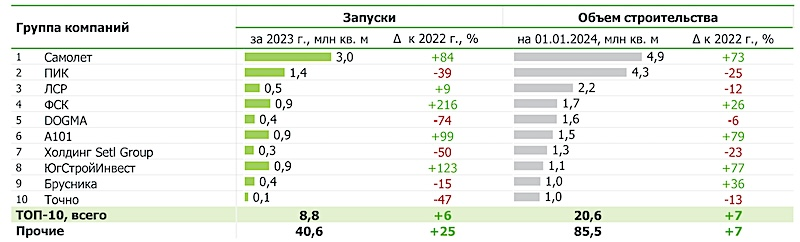 Группа компаний Запуски Объем строительства
за 2023 г., млн кв. м Δ к 2022 г., % на 01.01.2024, млн кв. м Δ к 2022 г., %
1 Самолет 3,0 +84 4,9 +73
2 ПИК 1,4 -39 4,3 -25
3 ЛСР 0,5 +9 2,2 -12
4 ФСК 0,9 +216 1,7 +26
5 DOGMA 0,4 -74 1,6 -6
6 А101 0,9 +99 1,5 +79
7 Холдинг Setl Group 0,3 -50 1,3 -23
8 ЮгСтройИнвест 0,9 +123 1,1 +77
9 Брусника 0,4 -15 1,0 +36
10 Точно 0,1 -47 1,0 -13
ТОП-10, всего 8,8 +6 20,6 +7
Прочие 40,6 +25 85,5 +7